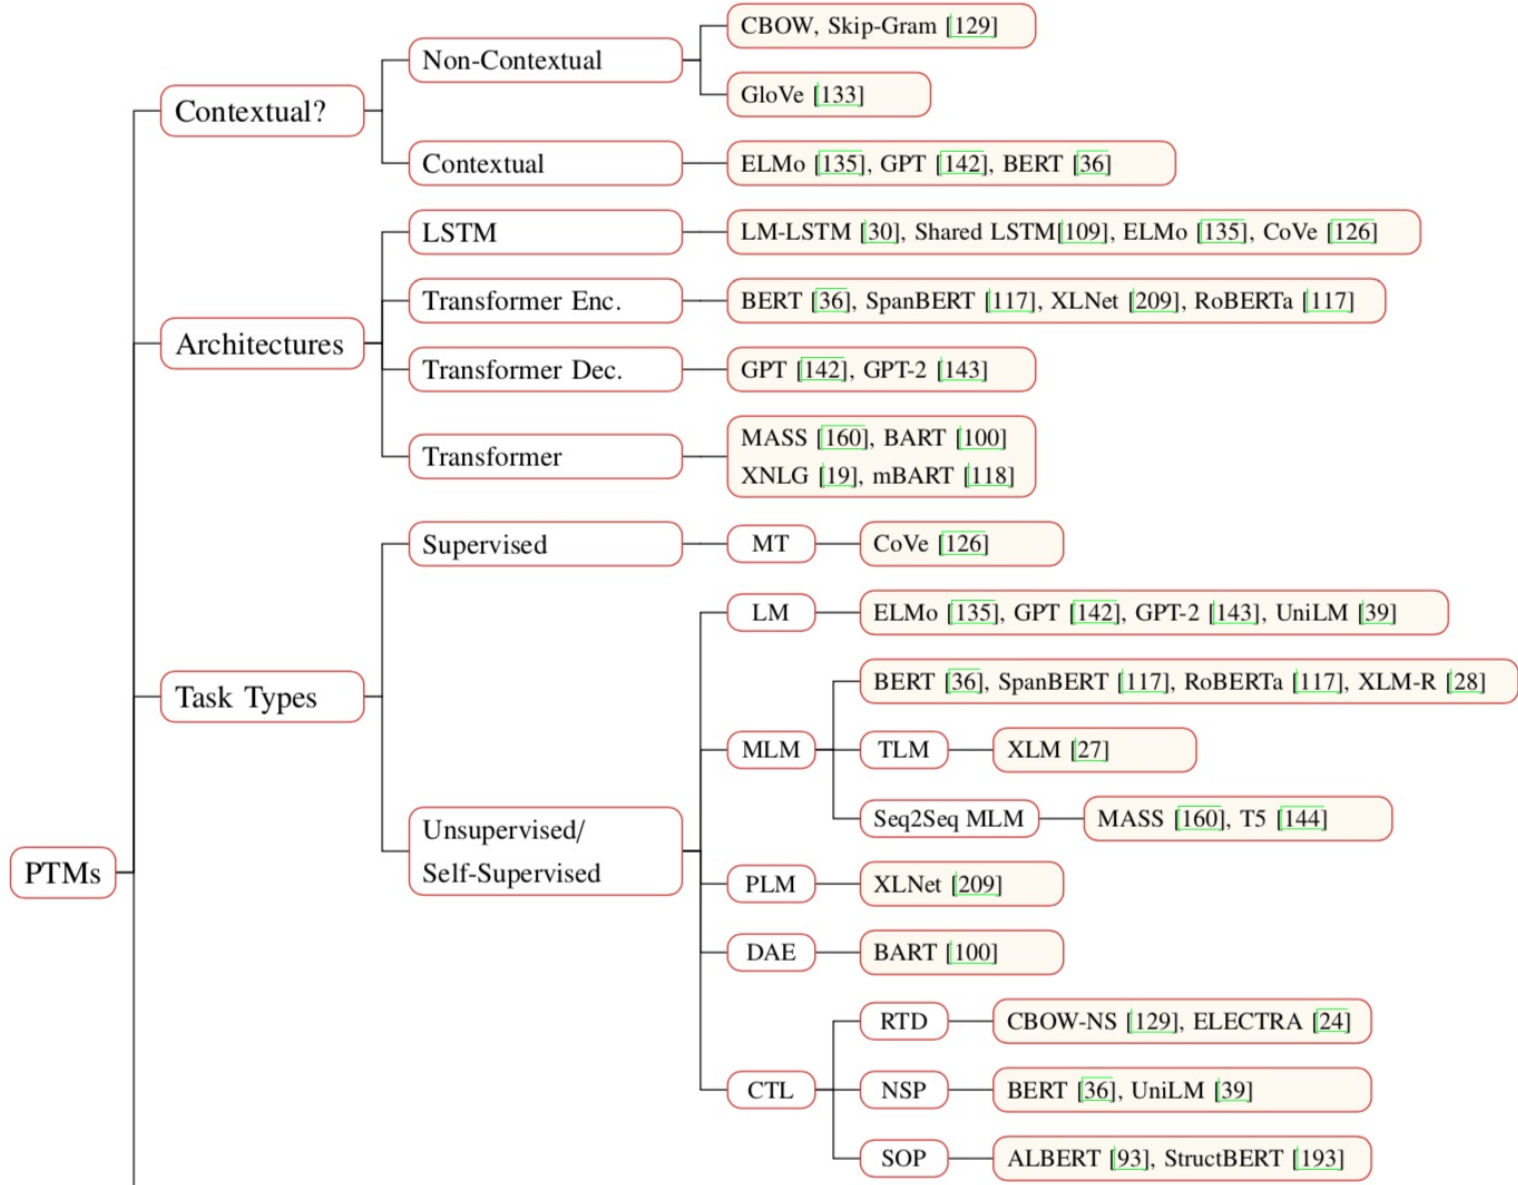 CBOW, Skip-Gram [129]
Non-Contextual
GloVe [133]
Contextual?
Contextual
ELMo [135], GPT [142], BERT [36]
LSTM
LM-LSTM [30], Shared LSTM[109], ELMo [135], CoVe [126]
Transformer Enc.
BERT [36], SpanBERT [117], XLNet [209], RoBERTa [117]
Architectures
Transformer Dec.
GPT [142], GPT-2 [143]
Transformer
MASS [160], BART [100]
XNLG [19], mBART [118]
Supervised
MT
CoVe [126]
LM
ELMo [135], GPT [142], GPT-2 [143], UniLM [39]
Task Types
BERT [36], SpanBERT [117], RoBERTa [117], XLM-R [28]
MLM
TLM
XLM [27]
Seq2Seq MLM
MASS [160], T5 [144]
Unsupervised/
Self-Supervised
PTMs
PLM
XLNet [209]
DAE
BART [100]
RTD
CBOW-NS [129], ELECTRA [24]
CTL
NSP
BERT [36], UniLM [39]
SOP
ALBERT [93], StructBERT [193]